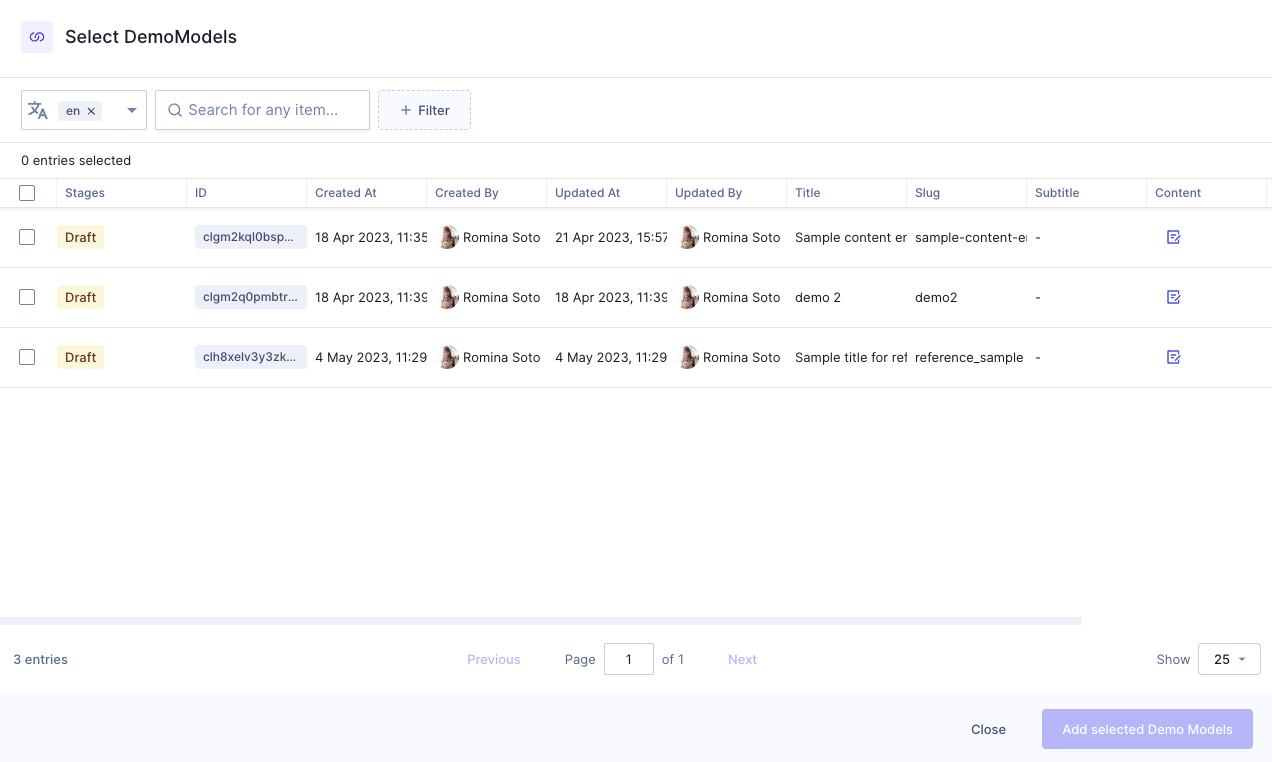 Select DemoModels
en Search for any item... Filter
0 entries selected
Stages ID Created At Created By Updated At Updated By Title Slug Subtitle Content
Draft clgm2kql0bsp... 18 Apr 2023, 11:35 Romina Soto 21 Apr 2023, 15:57 Romina Soto Sample content en sample-content-e -
Draft clgm2q0pmbtr... 18 Apr 2023, 11:39 Romina Soto 18 Apr 2023, 11:39 Romina Soto demo 2 demo2 -
Draft clh8xelv3y3zk... 4 May 2023, 11:29 Romina Soto 4 May 2023, 11:29 Romina Soto Sample title for ref reference_sample -
3 entries Previous Page 1 of 1 Next Show 25
Close Add selected Demo Models